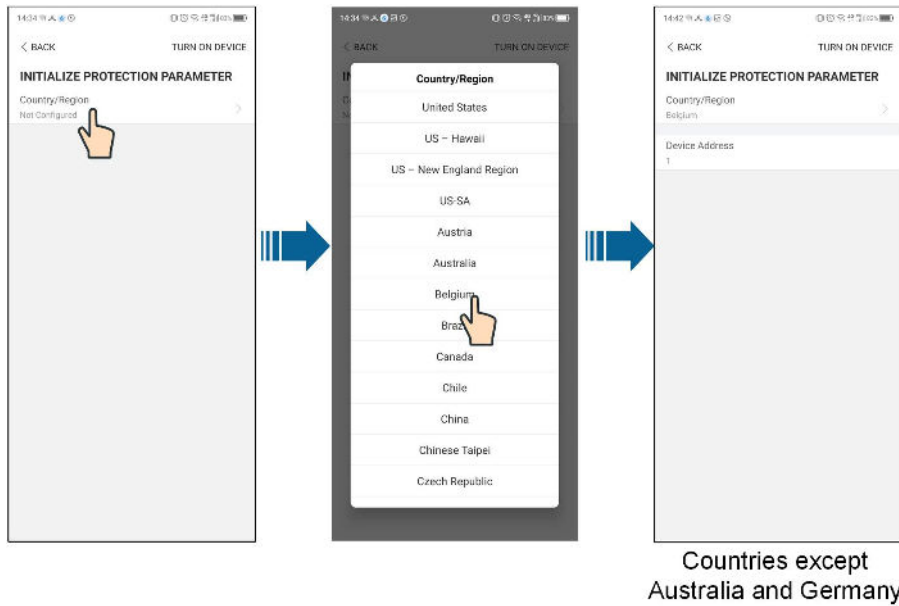 14:34
< BACK TURN ON DEVICE
INITIALIZE PROTECTION PARAMETER
Country/Region
Not Configured
14:34
< BACK TURN ON DEVICE
Country/Region
United States
US – Hawaii
US – New England Region
US-SA
Austria
Australia
Belgium
Canada
Chile
China
Chinese Taipei
Czech Republic
14:42
< BACK TURN ON DEVICE
INITIALIZE PROTECTION PARAMETER
Country/Region
Belgium
Device Address
1
Countries except
Australia and Germany